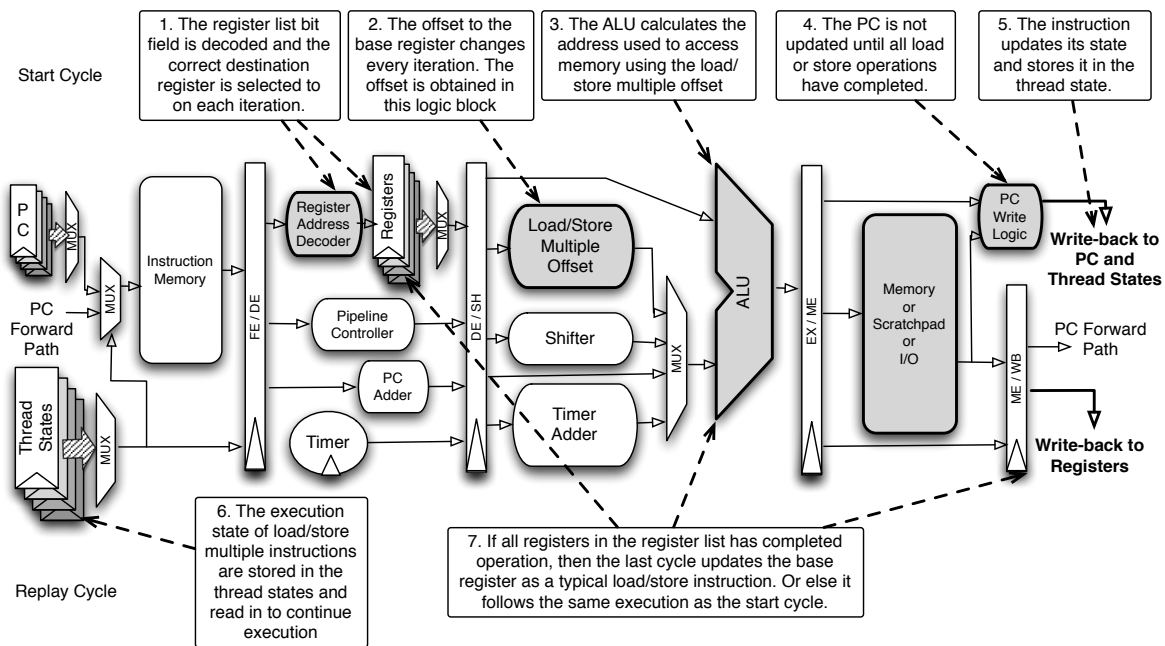 1. The register list bit
field is decoded and the
correct destination
register is selected to
on each iteration.
2. The offset to the
base register changes
every iteration. The
offset is obtained in
this logic block
3. The ALU calculates the
address used to access
memory using the load/
store multiple offset
4. The PC is not
updated until all load
or store operations
have completed.
5. The instruction
updates its state
and stores it in the
thread state.
Start Cycle
P
C
MUX
MUX
PC
Forward
Path
Instruction
Memory
FE / DE
Register
Address
Decoder
Registers
MUX
DE / SH
Load/Store
Multiple
Offset
Pipeline
Controller
Shifter
PC
Adder
Timer
Timer
Adder
MUX
ALU
EX / ME
Memory
or
Scratchpad
or
I/O
PC
Write
Logic
Write-back to
PC and
Thread States
ME / WB
PC Forward
Path
Write-back to
Registers
Thread
States
MUX
6. The execution
state of load/store
multiple instructions
are stored in the
thread states and
read in to continue
execution
7. If all registers in the register list has completed
operation, then the last cycle updates the base
register as a typical load/store instruction. Or else it
follows the same execution as the start cycle.
Replay Cycle